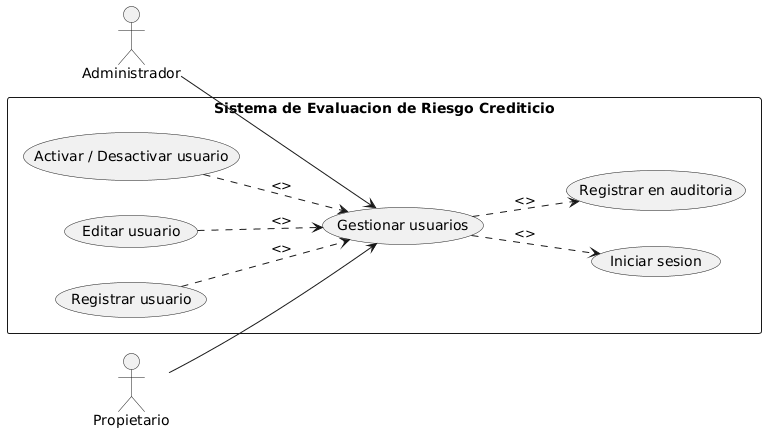 Administrador
Sistema de Evaluacion de Riesgo Crediticio
Activar / Desactivar usuario
<>
Editar usuario
<>
Registrar usuario
<>
Gestionar usuarios
<>
Registrar en auditoria
<>
Iniciar sesion
Propietario